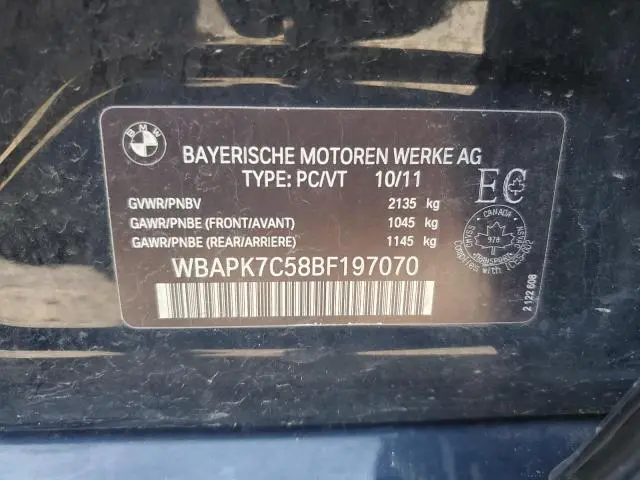 BMW
BAYERISCHE MOTOREN WERKE AG
TYPE: PC/VT 10/11
EC
GVWR/PNBV 2135 kg
GAWR/PNBE (FRONT/AVANT) 1045 kg
GAWR/PNBE (REAR/ARRIERE) 1145 kg
CANADA
TRANSPORT
WBAPK7C58BF197070
2 122 608